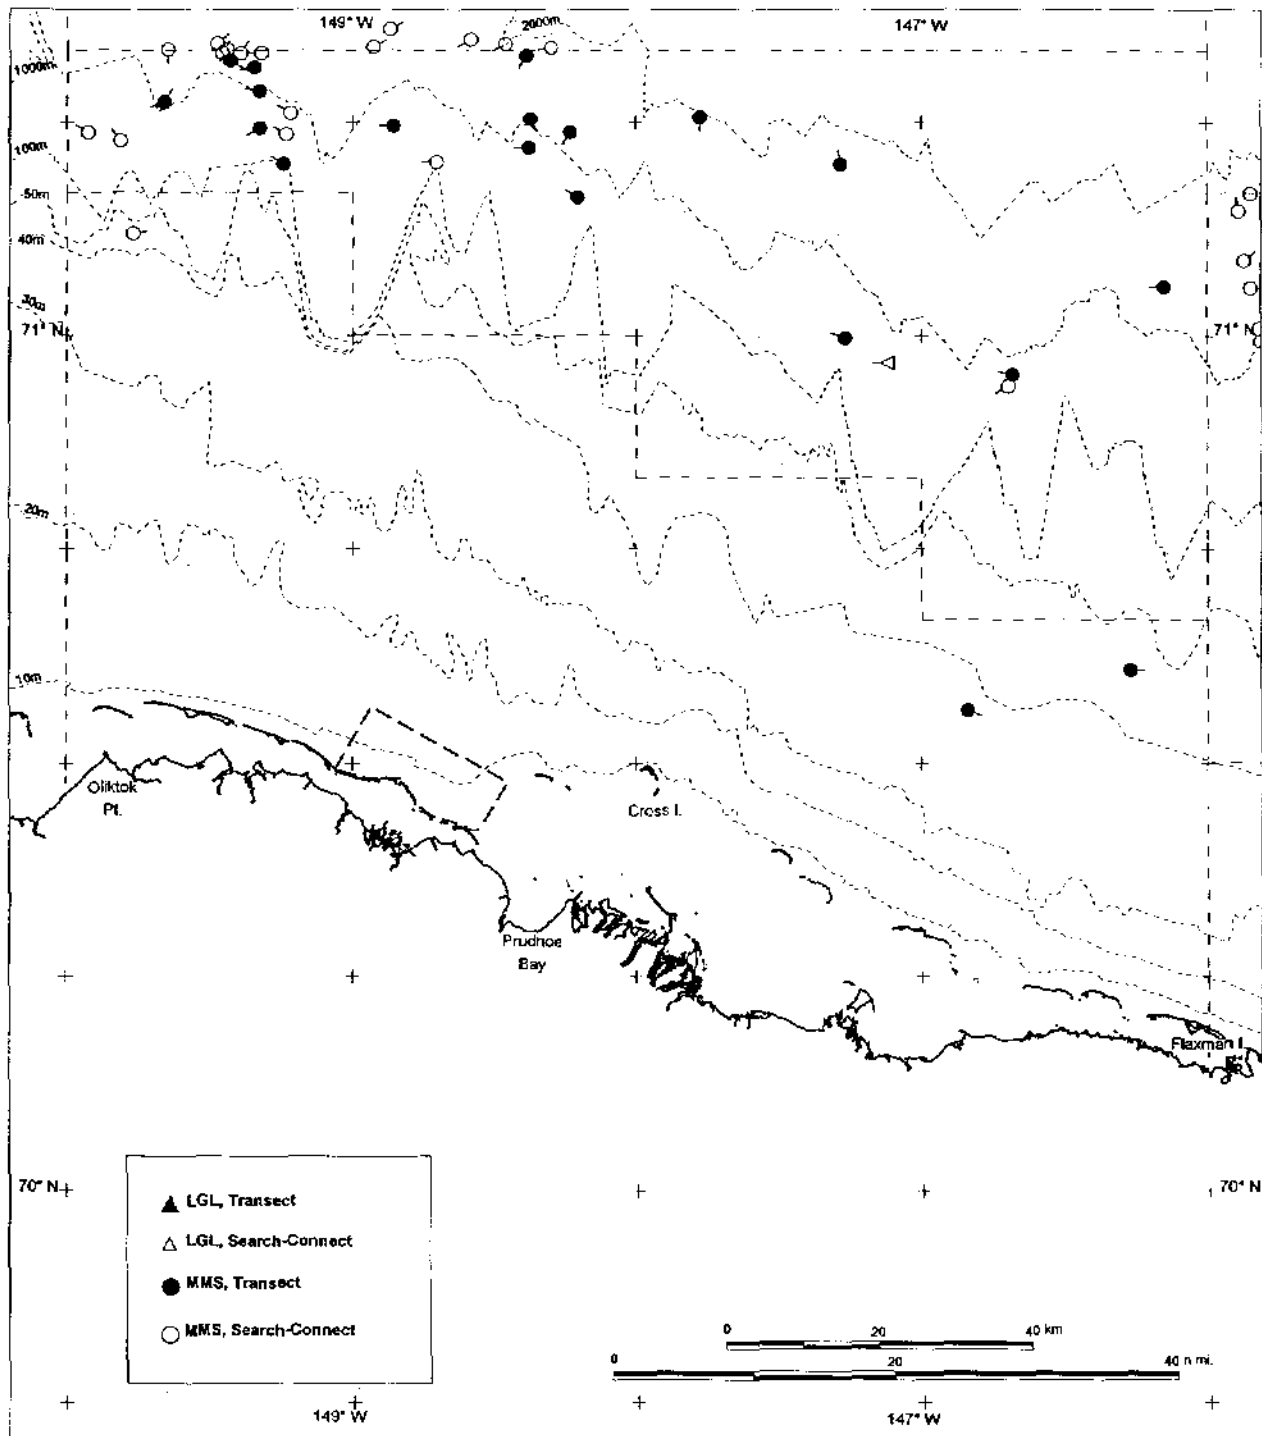 149° W
2000m.
147° W
1000m.
100m
50m
40m
30m
71° N
71° N
20m
10m
Oliktok
Pt.
Cross I.
Prudhoe
Bay
Flaxman I.
70° N
70° N
LGL, Transect
LGL, Search-Connect
MMS, Transect
MMS, Search-Connect
0 20 40 km
0 20 40 n mi.
149° W
147° W